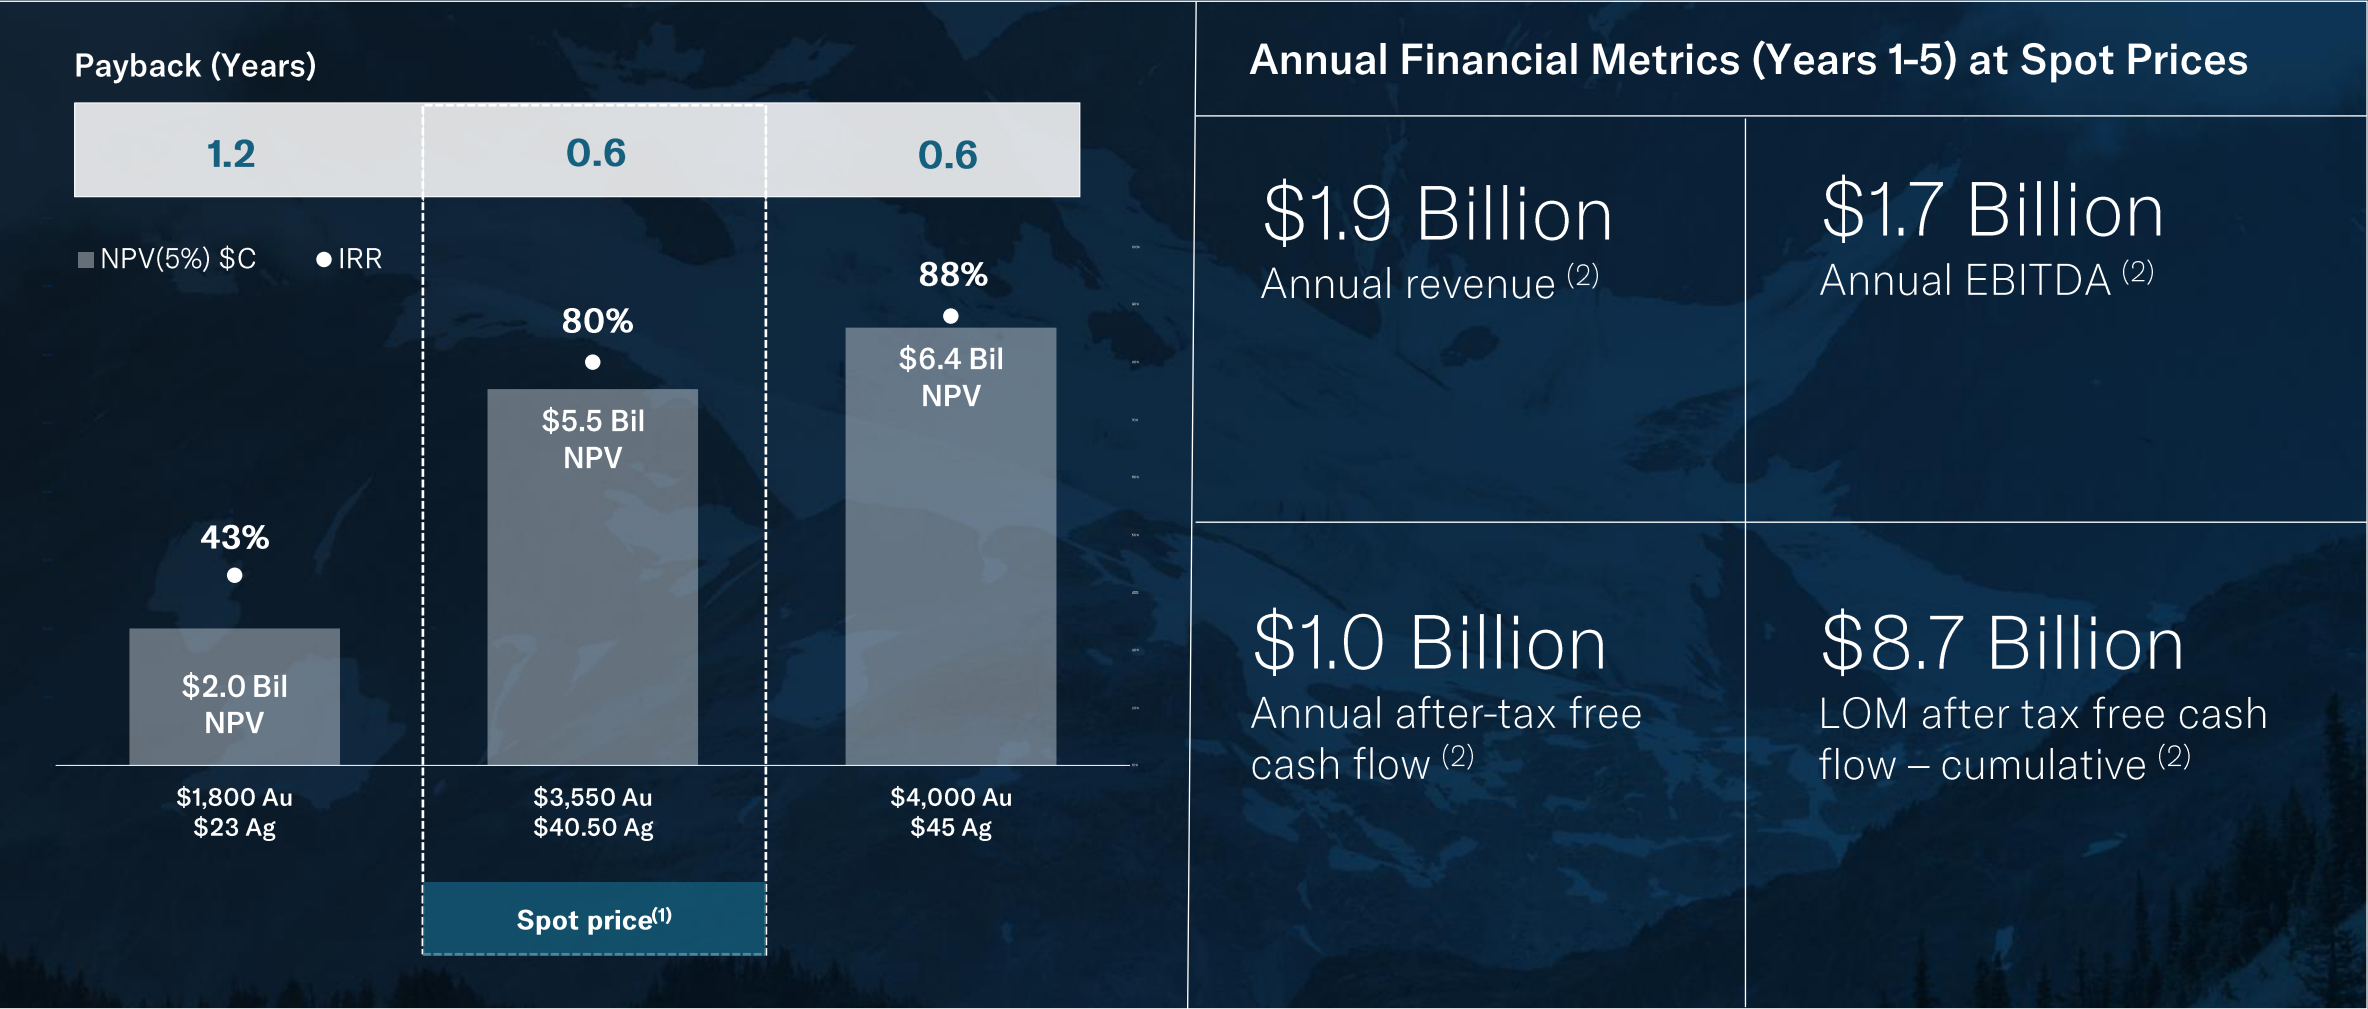 Payback (Years)
1.2
0.6
0.6
NPV(5%) $C
IRR
43%
80%
88%
$2.0 Bil
NPV
$5.5 Bil
NPV
$6.4 Bil
NPV
$1,800 Au
$23 Ag
$3,550 Au
$40.50 Ag
$4,000 Au
$45 Ag
Spot price(1)
Annual Financial Metrics (Years 1-5) at Spot Prices
$1.9 Billion
Annual revenue (2)
$1.7 Billion
Annual EBITDA (2)
$1.0 Billion
Annual after-tax free
cash flow (2)
$8.7 Billion
LOM after tax free cash
flow – cumulative (2)